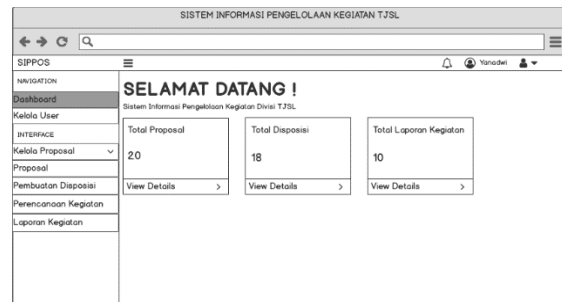 SISTEM INFORMASI PENGELOLAAN KEGIATAN TJSL
SIPPOS
Yanadwi
NAVIGATION
Dashboard
Kelola User
INTERFACE
Kelola Proposal
Proposal
Pembuatan Disposisi
Perencanaan Kegiatan
Laporan Kegiatan
SELAMAT DATANG !
Sistem Informasi Pengelolaan Kegiatan Divisi TJSL
Total Proposal
20
View Details >
Total Disposisi
18
View Details >
Total Laporan Kegiatan
10
View Details >